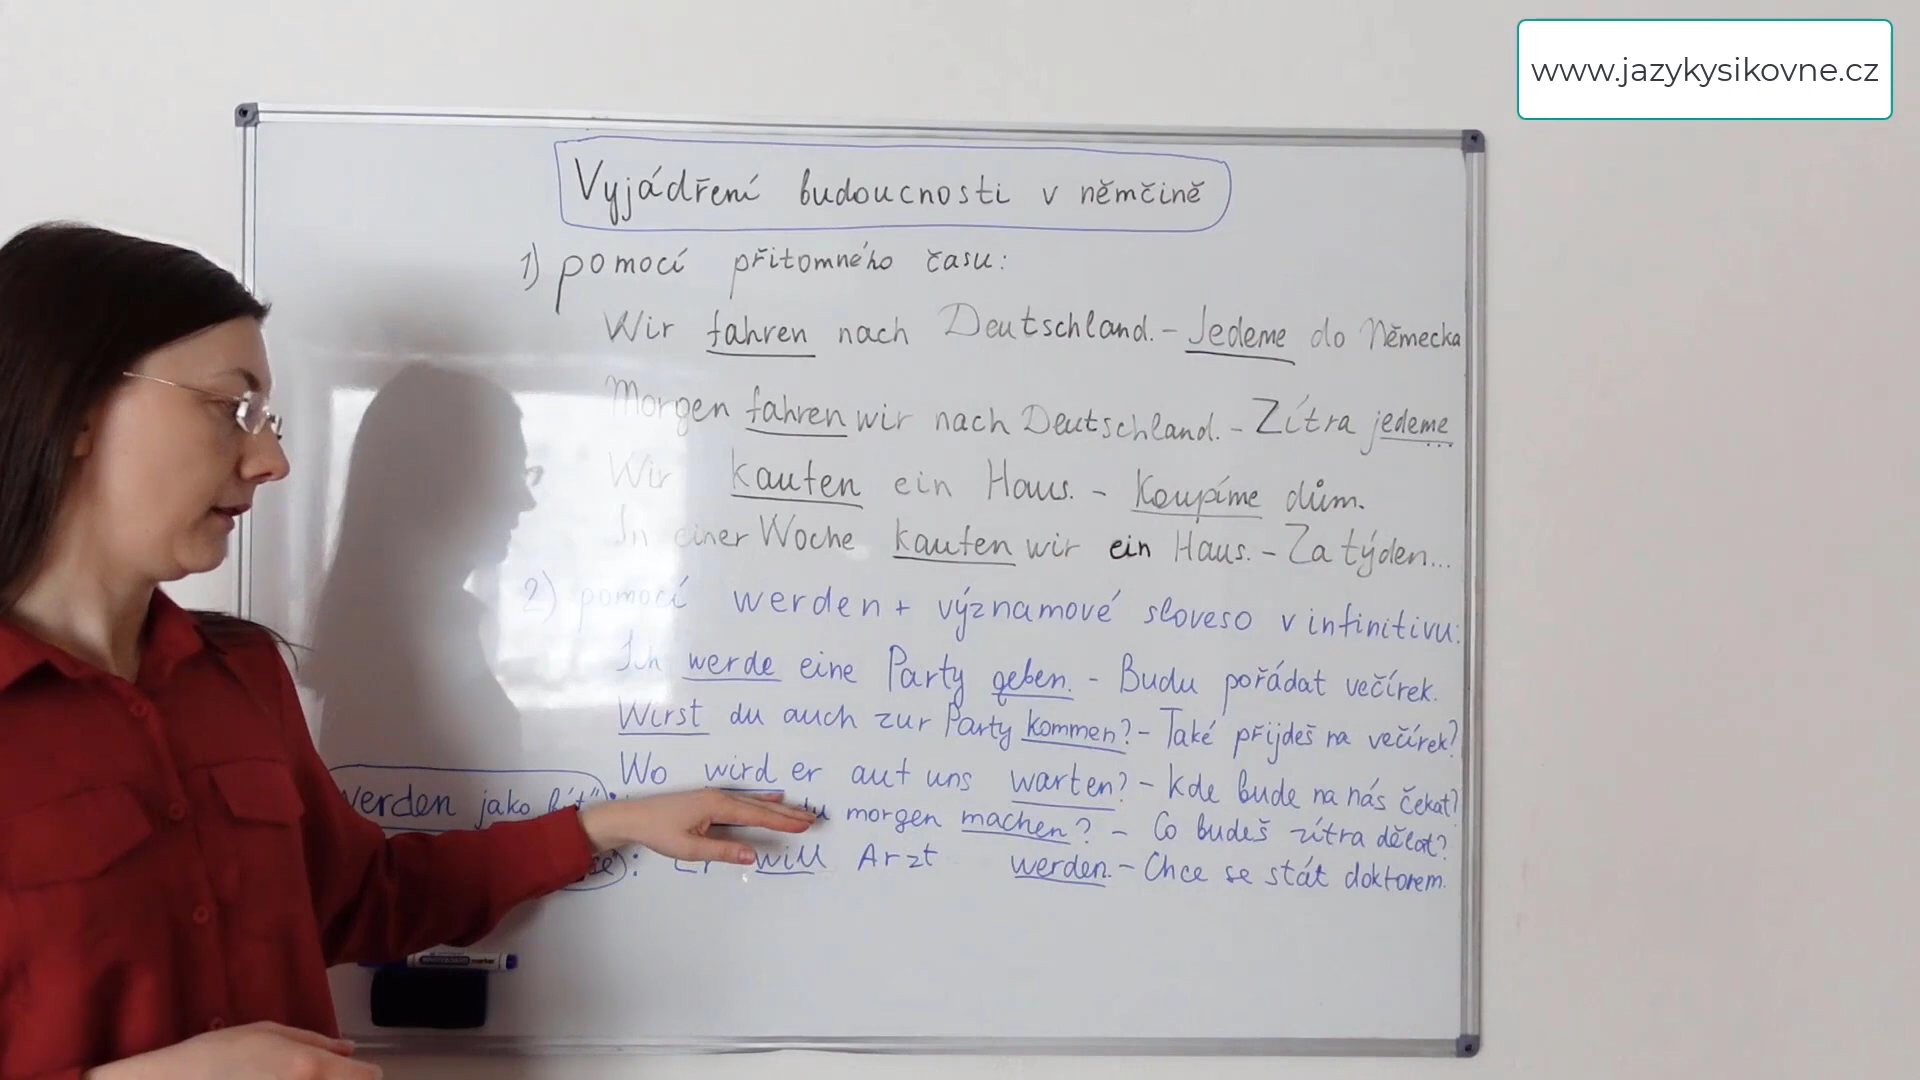 www.jazykysikovne.cz
Vyjádření budoucnosti v němčině
1) pomocí přítomného času:
Wir fahren nach Deutschland. - Jedeme do Německa
Morgen fahren wir nach Deutschland. - Zítra jedeme...
Wir kaufen ein Haus. - Koupíme dům.
In einer Woche kaufen wir ein Haus. - Za týden...
2) pomocí werden + významové sloveso v infinitivu:
Ich werde eine Party geben. - Budu pořádat večírek.
Wirst du auch zur Party kommen? - Také přijdeš na večírek?
Wo wird er auf uns warten? - Kde bude na nás čekat?
werden jako
du morgen machen? - Co budeš zítra dělat?
: Er will Arzt werden. - Chce se stát doktorem.